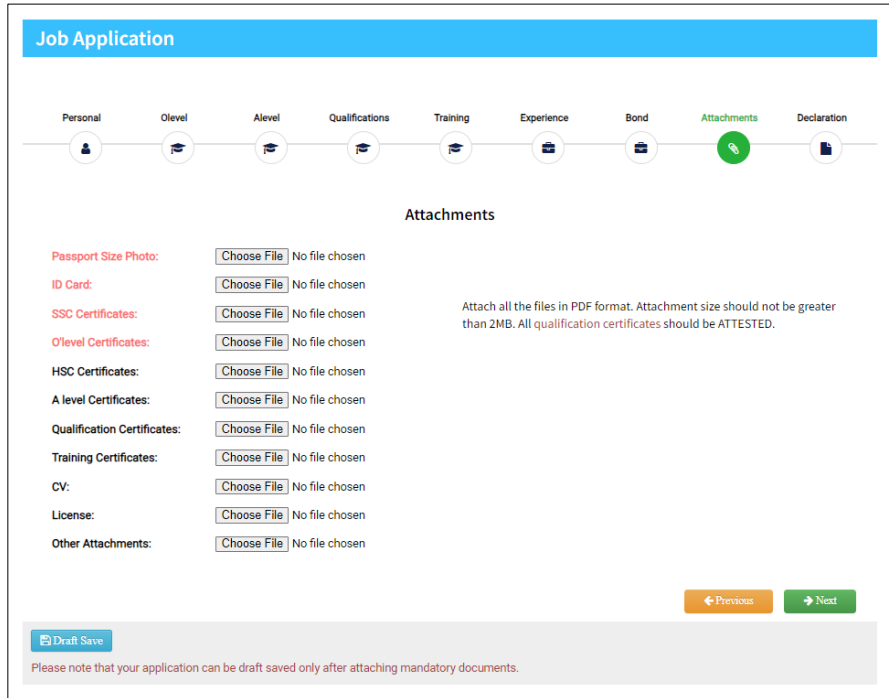 Job Application
Personal Olevel Alevel Qualifications Training Experience Bond Attachments Declaration
Attachments
Passport Size Photo: Choose File No file chosen
ID Card: Choose File No file chosen
SSC Certificates: Choose File No file chosen
O'level Certificates: Choose File No file chosen
HSC Certificates: Choose File No file chosen
A level Certificates: Choose File No file chosen
Qualification Certificates: Choose File No file chosen
Training Certificates: Choose File No file chosen
CV: Choose File No file chosen
License: Choose File No file chosen
Other Attachments: Choose File No file chosen
Attach all the files in PDF format. Attachment size should not be greater
than 2MB. All qualification certificates should be ATTESTED.
Previous Next
Draft Save
Please note that your application can be draft saved only after attaching mandatory documents.